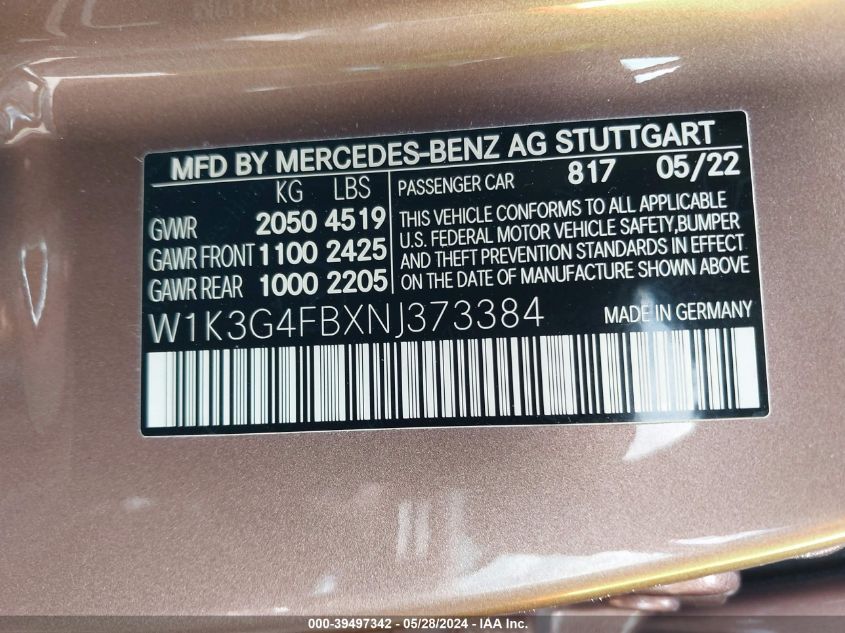 MFD BY MERCEDES-BENZ AG STUTTGART
KG LBS
GVWR 2050 4519
GAWR FRONT 1100 2425
GAWR REAR 1000 2205
PASSENGER CAR 817 05/22
THIS VEHICLE CONFORMS TO ALL APPLICABLE
U.S. FEDERAL MOTOR VEHICLE SAFETY,BUMPER
AND THEFT PREVENTION STANDARDS IN EFFECT
ON THE DATE OF MANUFACTURE SHOWN ABOVE
W1K3G4FBXNJ373384
MADE IN GERMANY
000-39497342 - 05/28/2024 - IAA Inc.